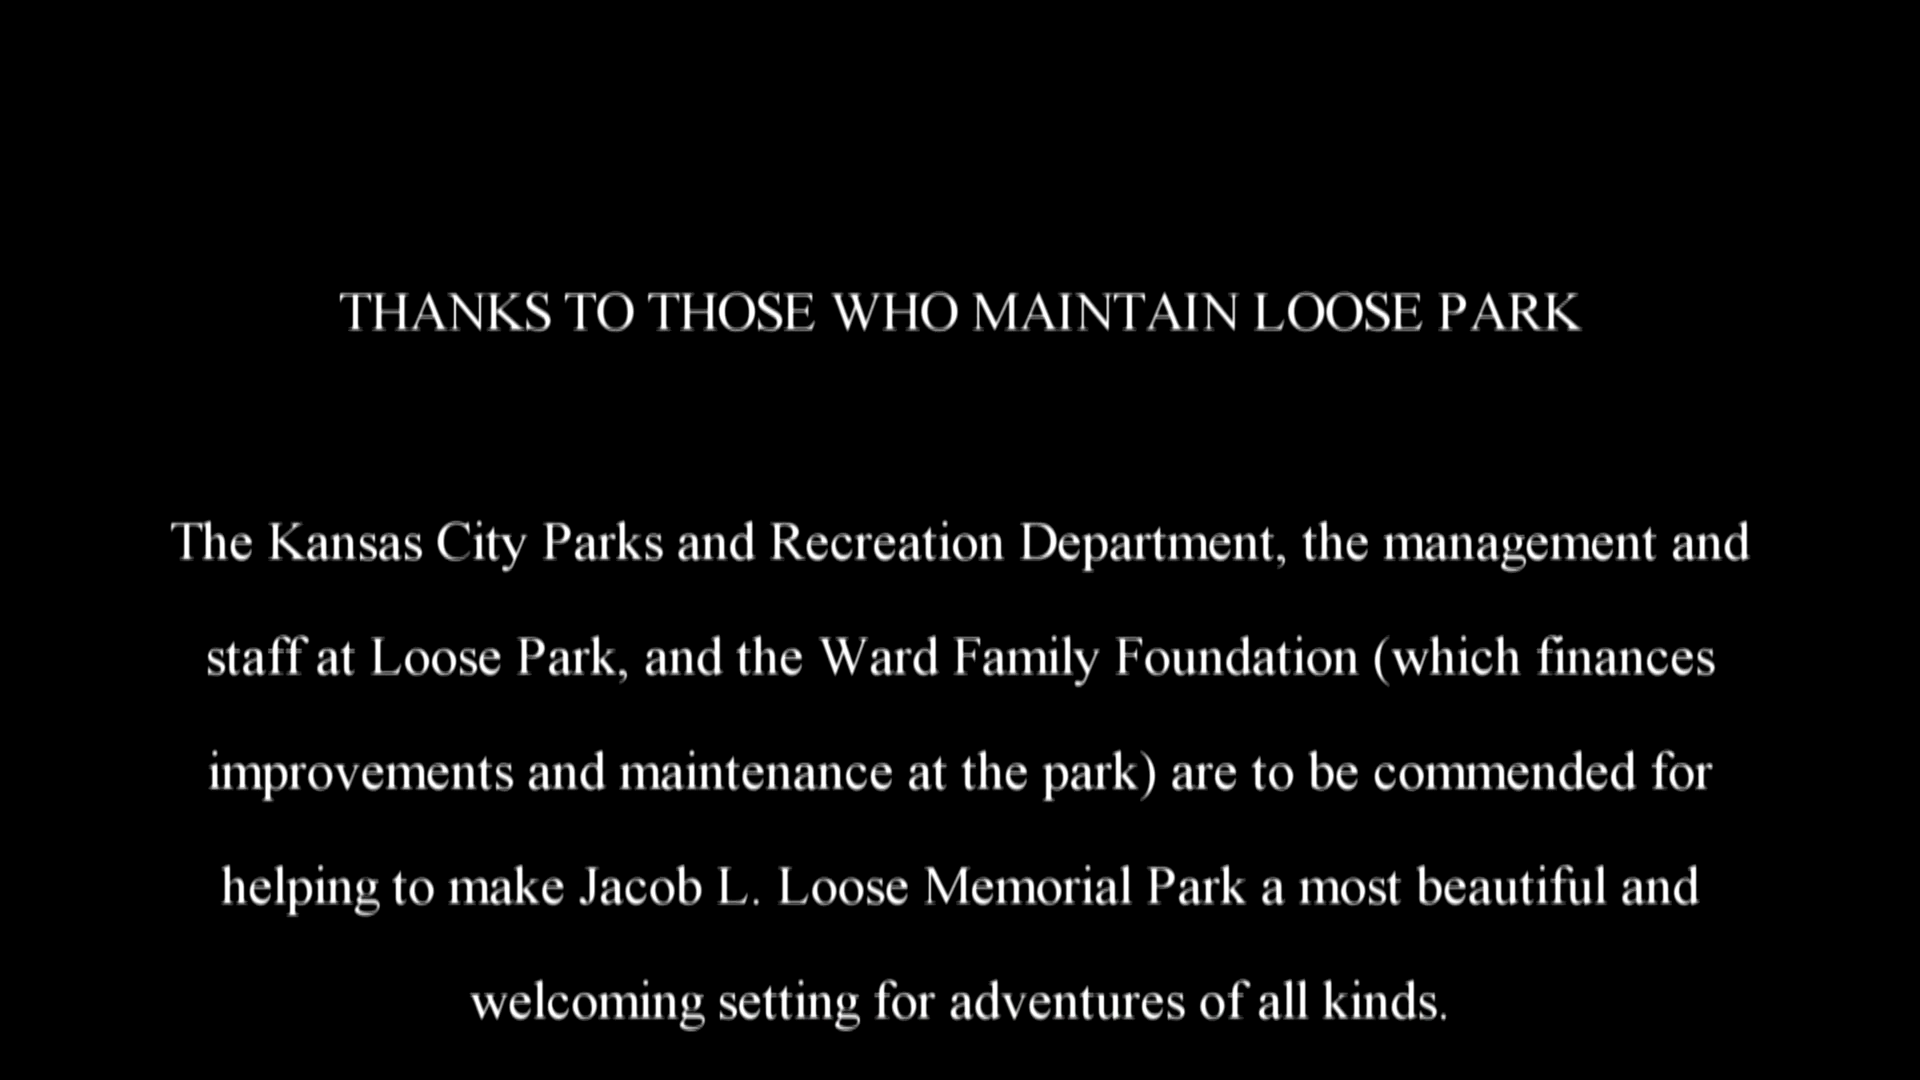 THANKS TO THOSE WHO MAINTAIN LOOSE PARK
The Kansas City Parks and Recreation Department, the management and
staff at Loose Park, and the Ward Family Foundation (which finances
improvements and maintenance at the park) are to be commended for
helping to make Jacob L. Loose Memorial Park a most beautiful and
welcoming setting for adventures of all kinds.